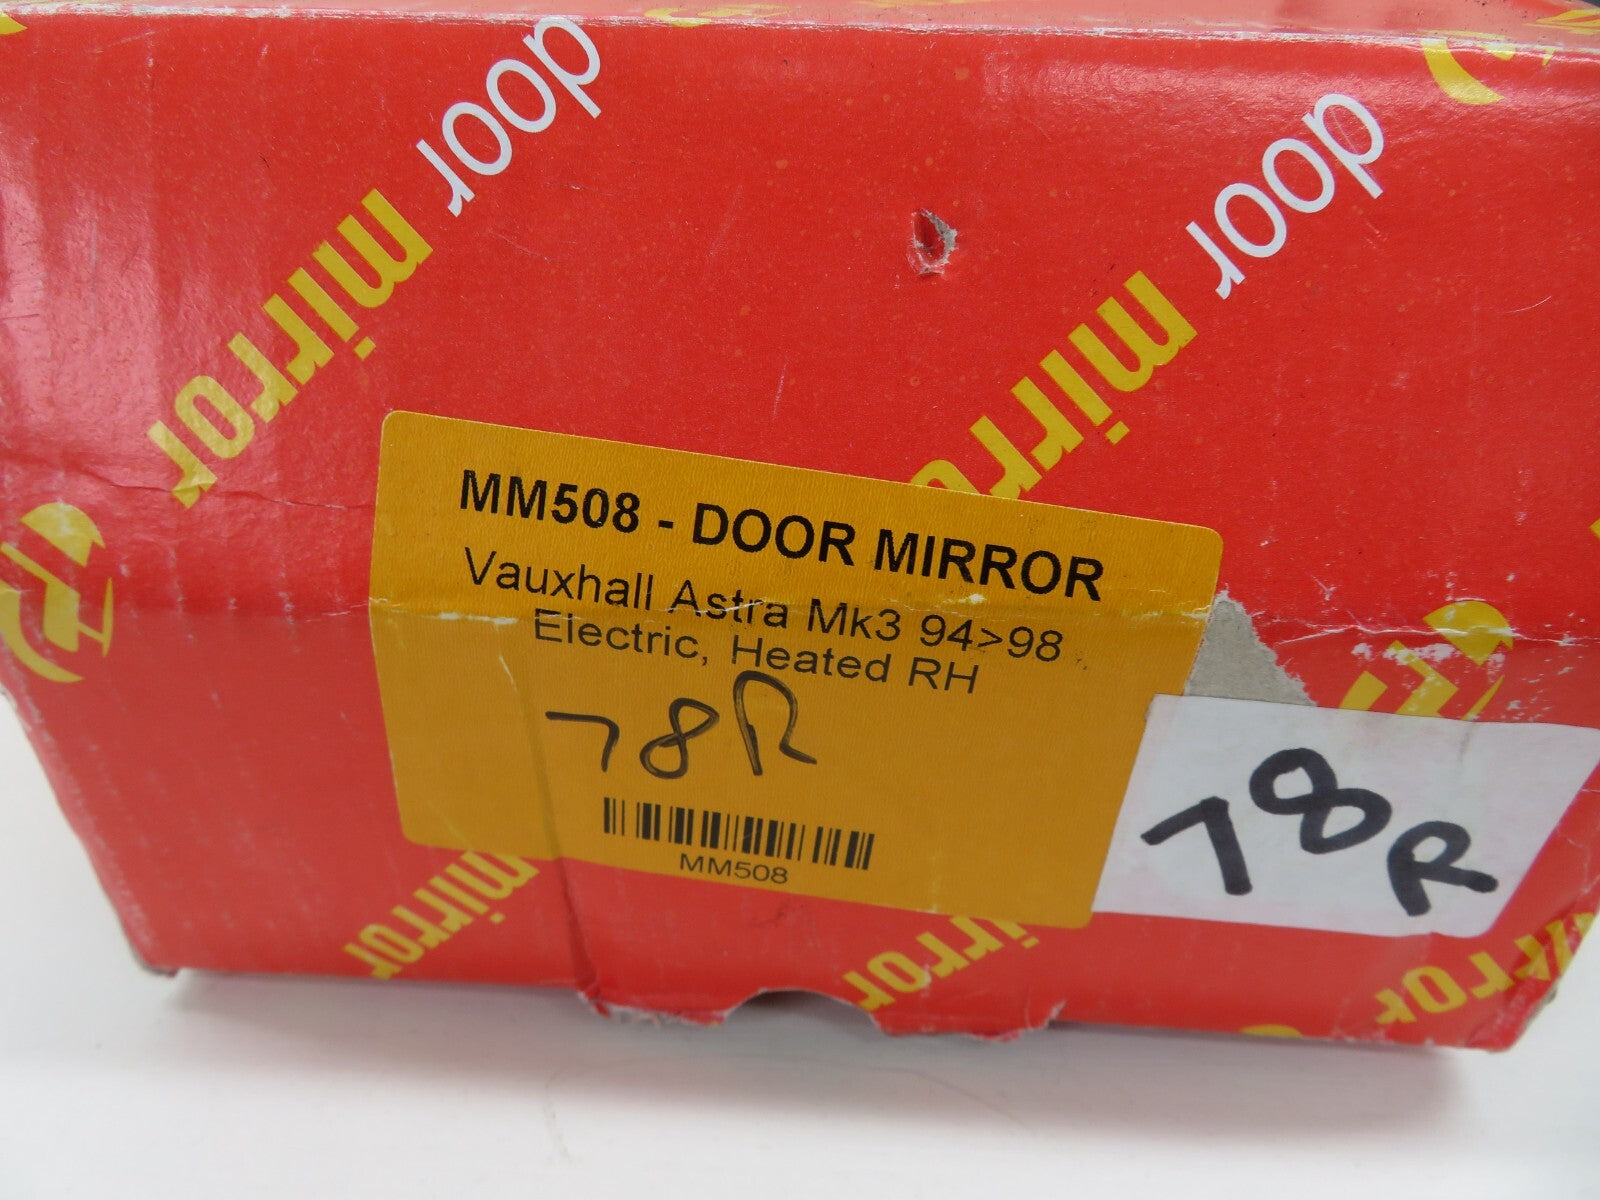 door mirror
door mirror
MM508 - DOOR MIRROR
Vauxhall Astra Mk3 94>98
Electric, Heated RH
78R
78R
MM508
mirror
mirror
mirror